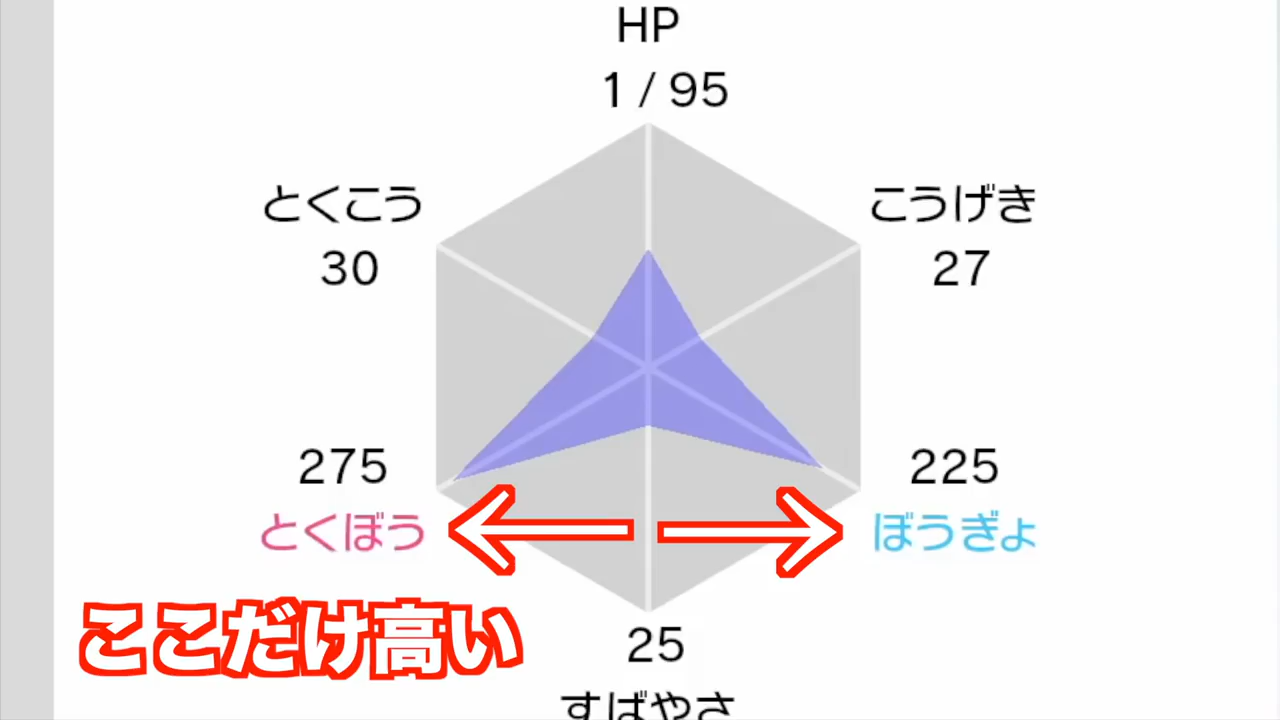 HP
1 / 95
とくこう
30
こうげき
27
275
とくぼう
225
ぼうぎょ
ここだけ高い
25
すばやさ